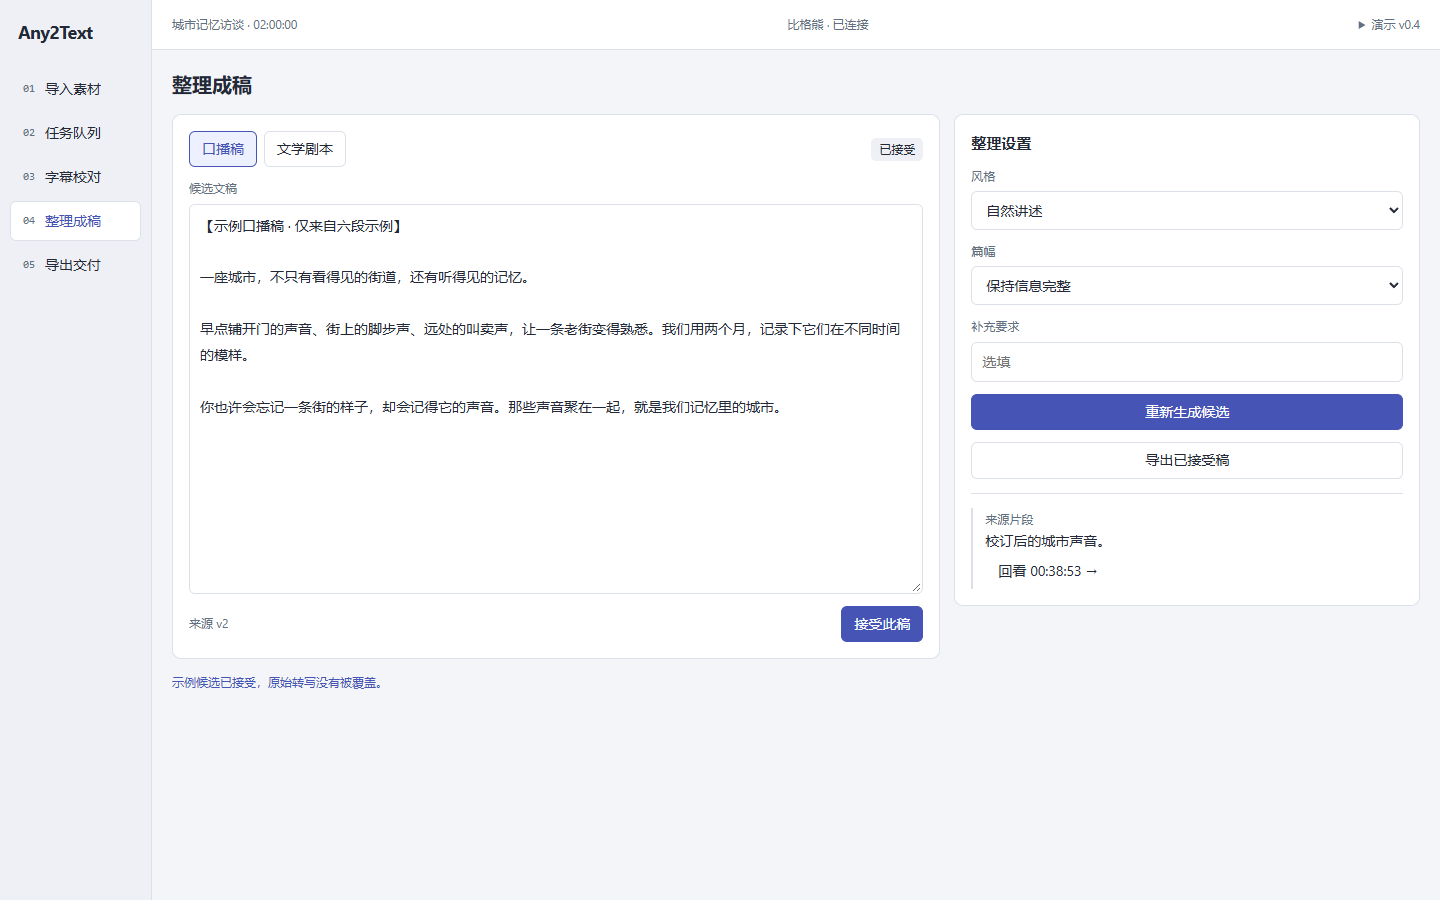 Any2Text
城市记忆访谈 · 02:00:00
比格熊 · 已连接
▶ 演示 v0.4
01 导入素材
02 任务队列
03 字幕校对
04 整理成稿
05 导出交付
整理成稿
口播稿
文学剧本
已接受
候选文稿
【示例口播稿 · 仅来自六段示例】
一座城市，不只有看得见的街道，还有听得见的记忆。
早点铺开门的声音、街上的脚步声、远处的叫卖声，让一条老街变得熟悉。我们用两个月，记录下它们在不同时间
的模样。
你也许会忘记一条街的样子，却会记得它的声音。那些声音聚在一起，就是我们记忆里的城市。
来源 v2
接受此稿
示例候选已接受，原始转写没有被覆盖。
整理设置
风格
自然讲述
篇幅
保持信息完整
补充要求
选填
重新生成候选
导出已接受稿
来源片段
校订后的城市声音。
回看 00:38:53 →